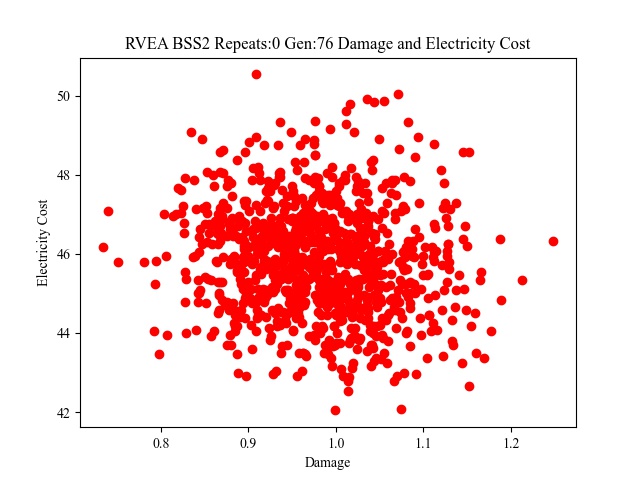 RVEA BSS2 Repeats:0 Gen:76 Damage and Electricity Cost
50
48
46
44
42
Electricity Cost
0.8 0.9 1.0 1.1 1.2
Damage